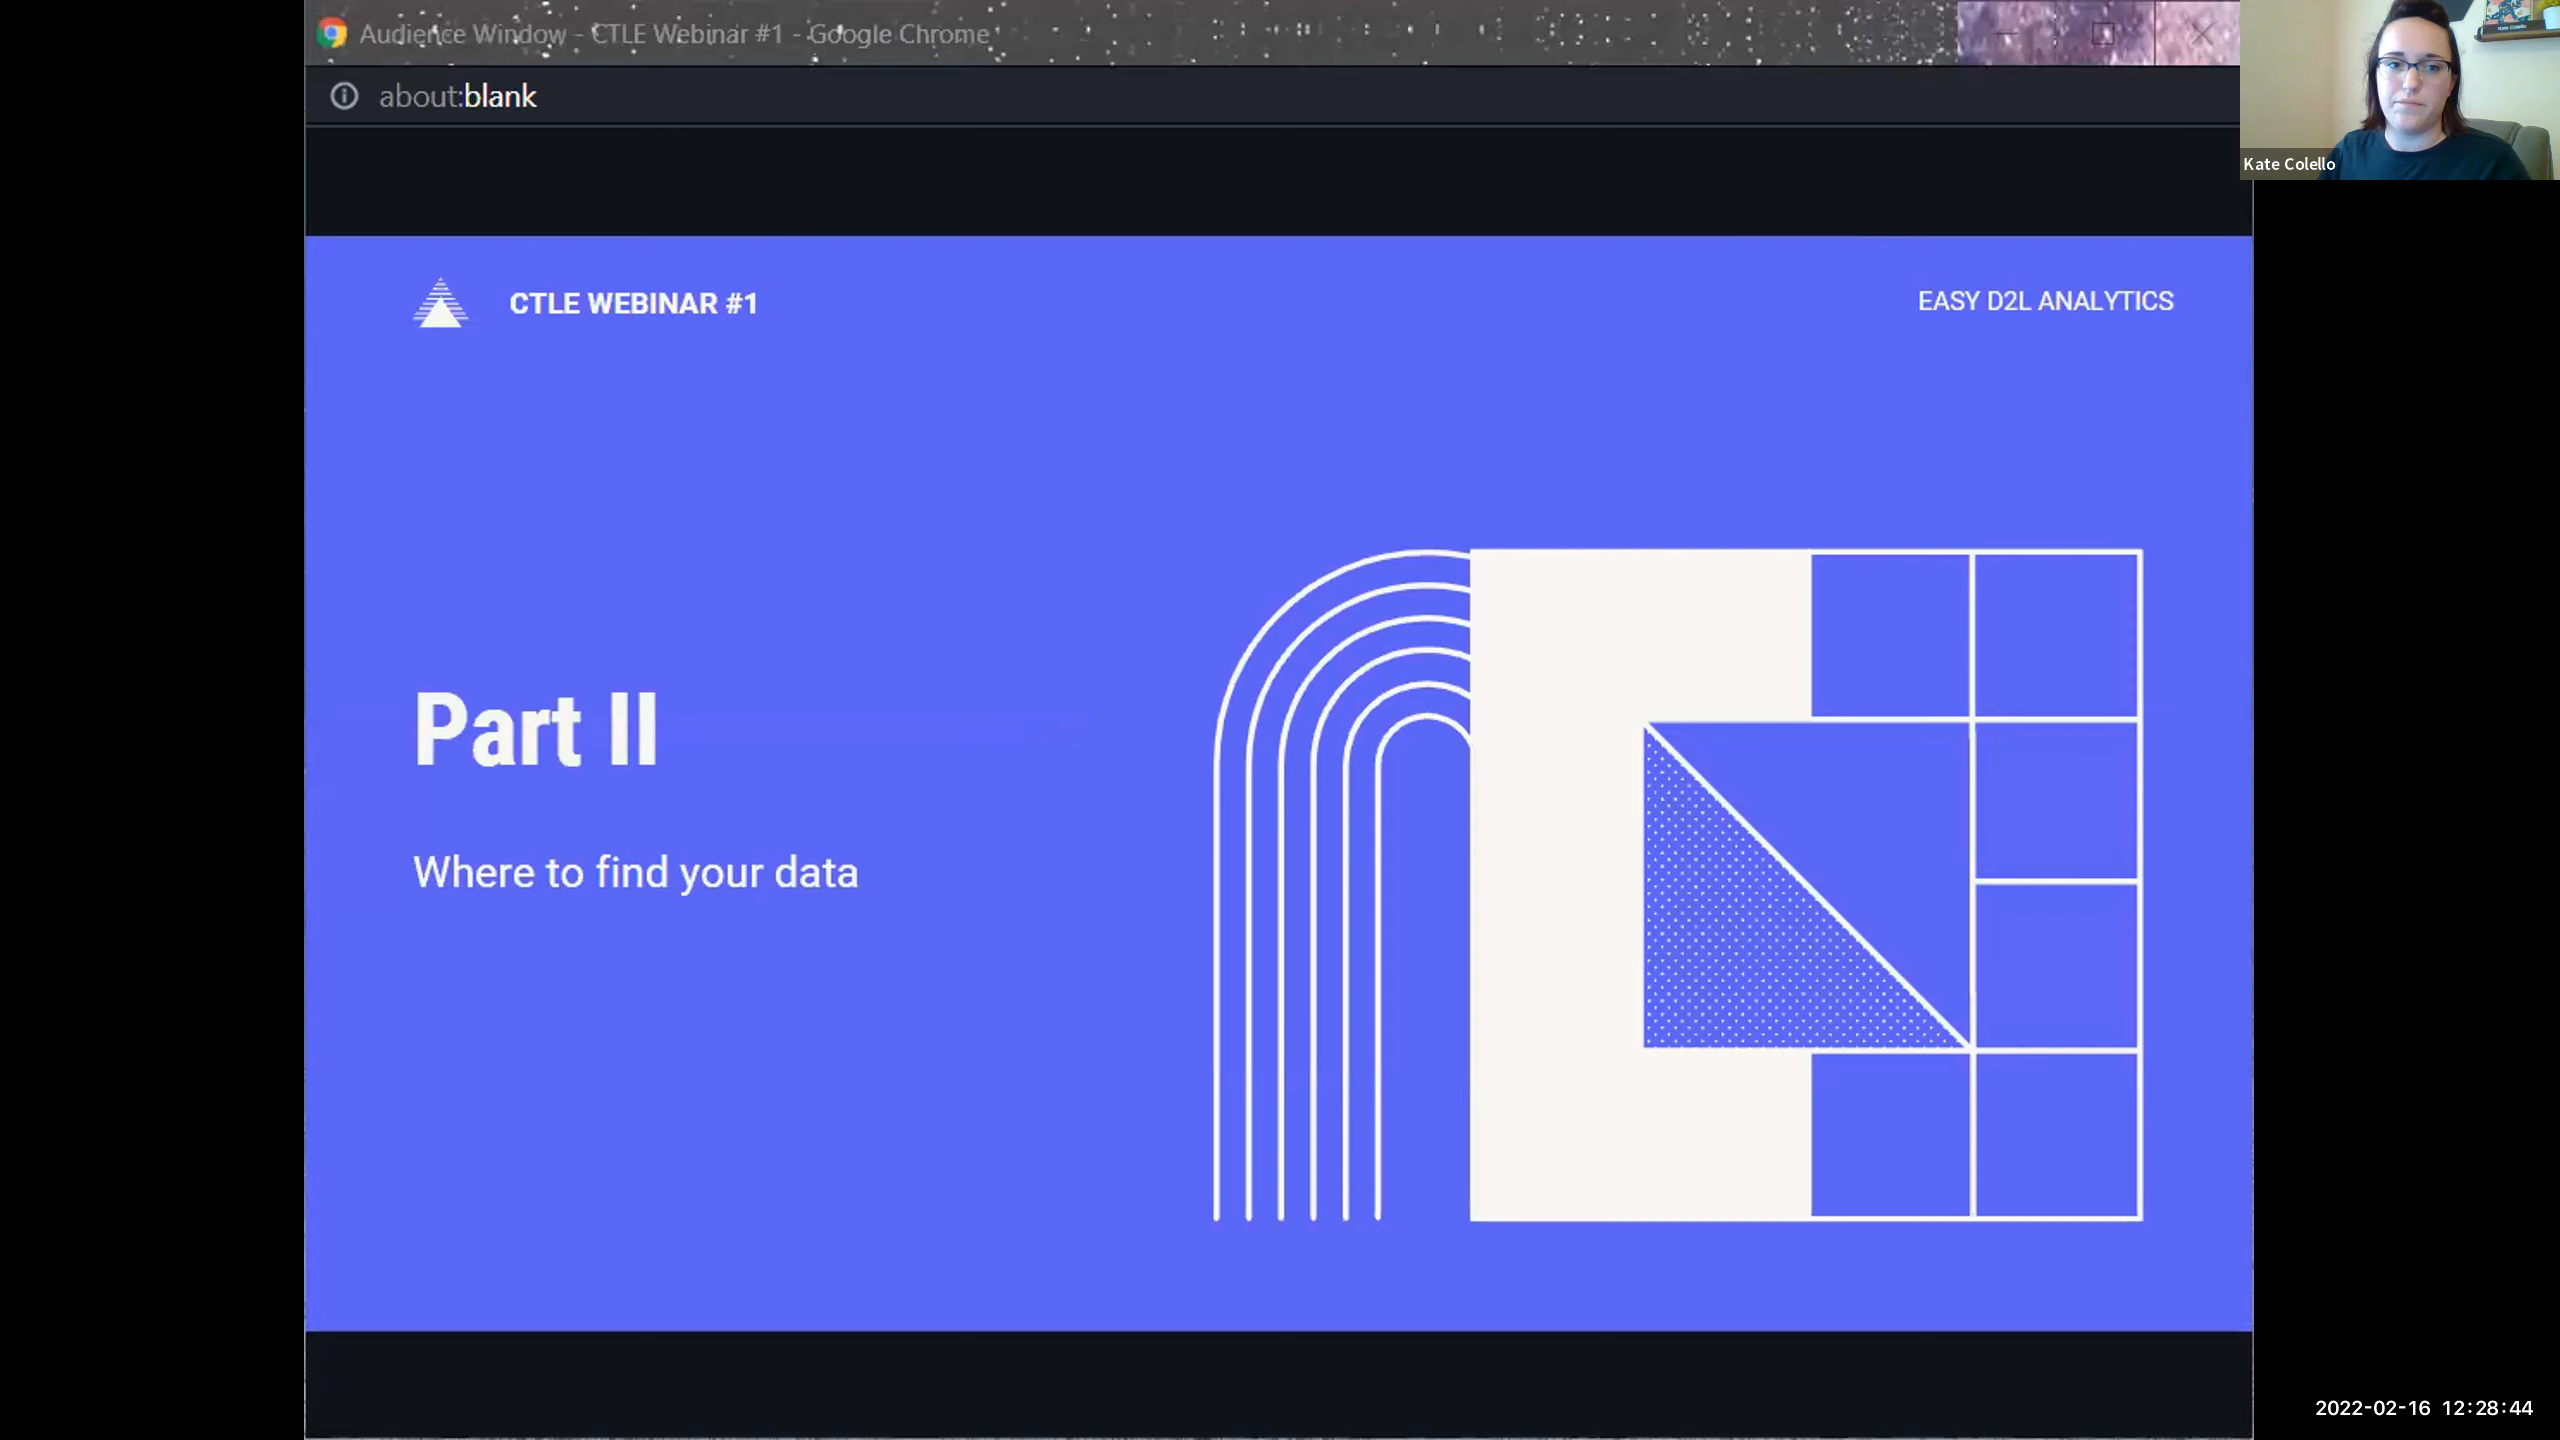 Audience Window - CTLE Webinar #1 - Google Chrome
about:blank
Kate Colello
CTLE WEBINAR #1
EASY D2L ANALYTICS
Part II
Where to find your data
2022-02-16 12:28:44